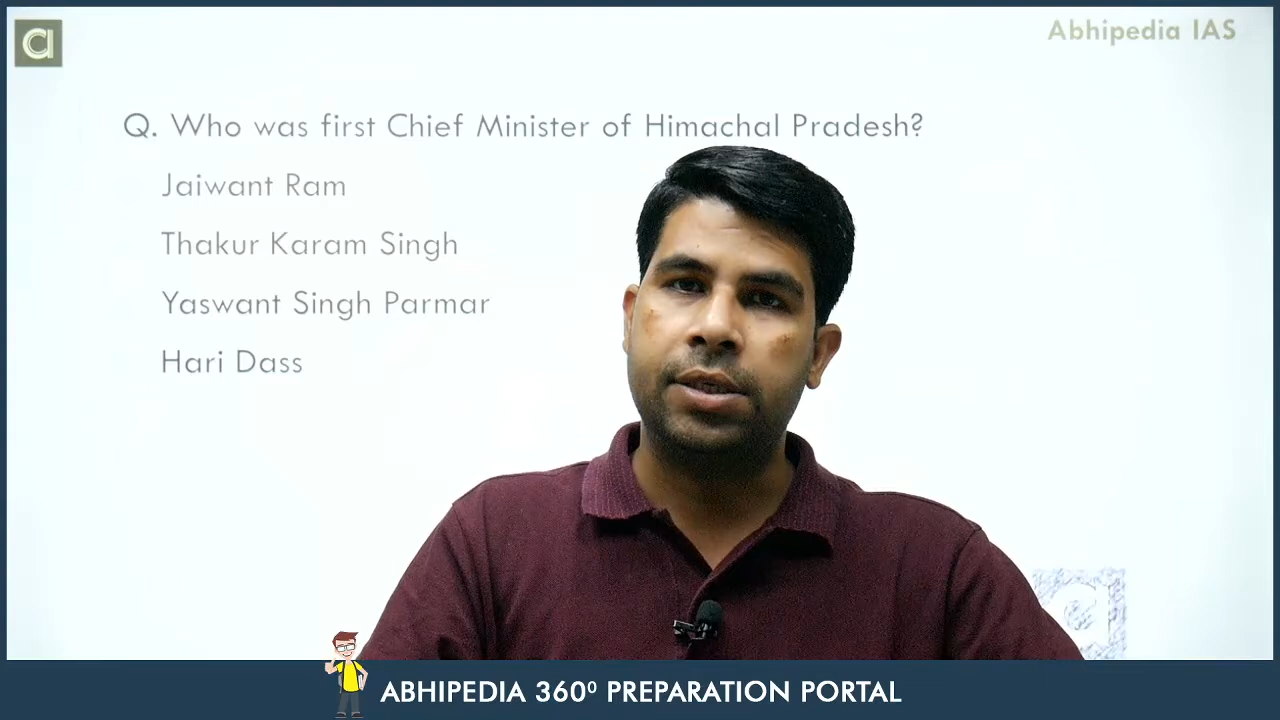 Abhipedia IAS
Q. Who was first Chief Minister of Himachal Pradesh?
Jaiwant Ram
Thakur Karam Singh
Yaswant Singh Parmar
Hari Dass
ABHIPEDIA 360⁰ PREPARATION PORTAL